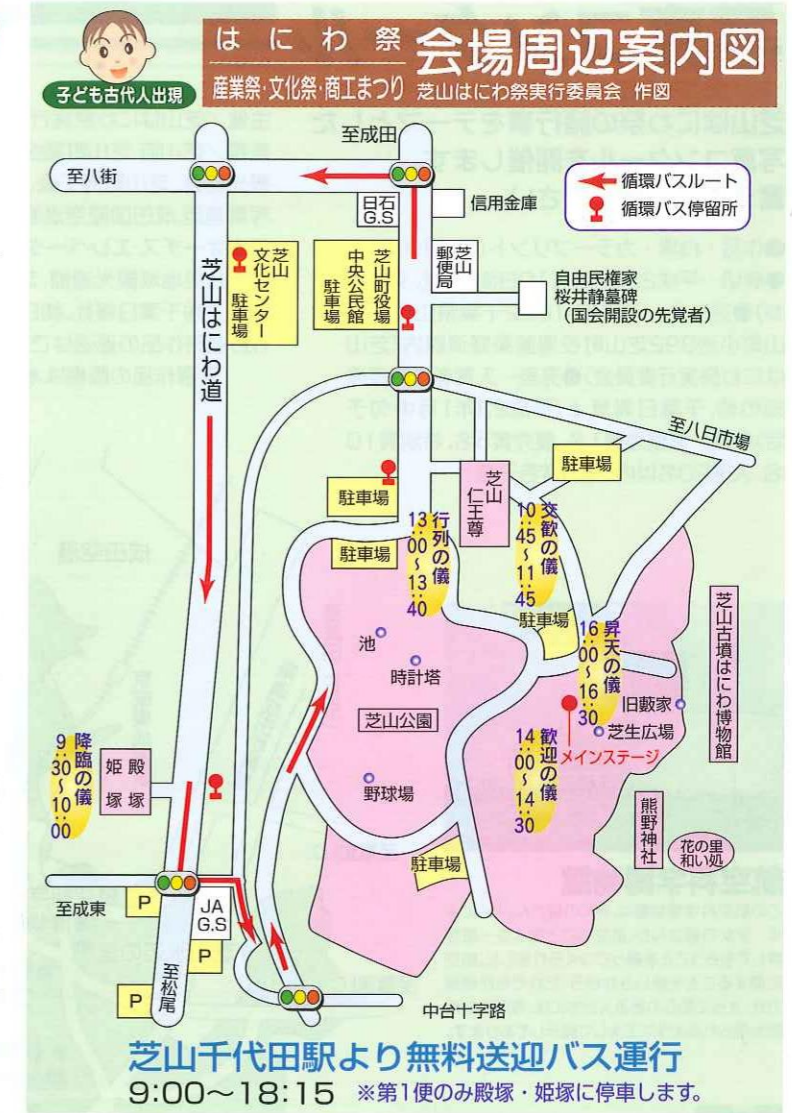 は に わ 祭
会場周辺案内図
産業祭・文化祭・商工まつり
芝山はにわ祭実行委員会 作図
子ども古代人出現
至成田
至八街
循環バスルート
循環バス停留所
日石
G.S
信用金庫
芝山
文化センター
駐車場
芝山町役場
中央公民館
駐車場
芝山
郵便局
自由民権家
桜井静墓碑
(国会開設の先覚者)
芝山はにわ道
至八日市場
駐車場
駐車場
芝山
仁王尊
駐車場
行列の儀
13:00〜13:40
交歓の儀
10:45〜11:45
駐車場
昇天の儀
16:00〜16:30
池
時計塔
芝山公園
旧藪家
芝生広場
メインステージ
芝山古墳はにわ博物館
歓迎の儀
14:00〜14:30
降臨の儀
9:30〜10:00
殿塚
姫塚
野球場
熊野神社
花の里
和い処
駐車場
至成東
P
JA
G.S
P
P
至松尾
中台十字路
芝山千代田駅より無料送迎バス運行
9:00〜18:15 ※第1便のみ殿塚・姫塚に停車します。